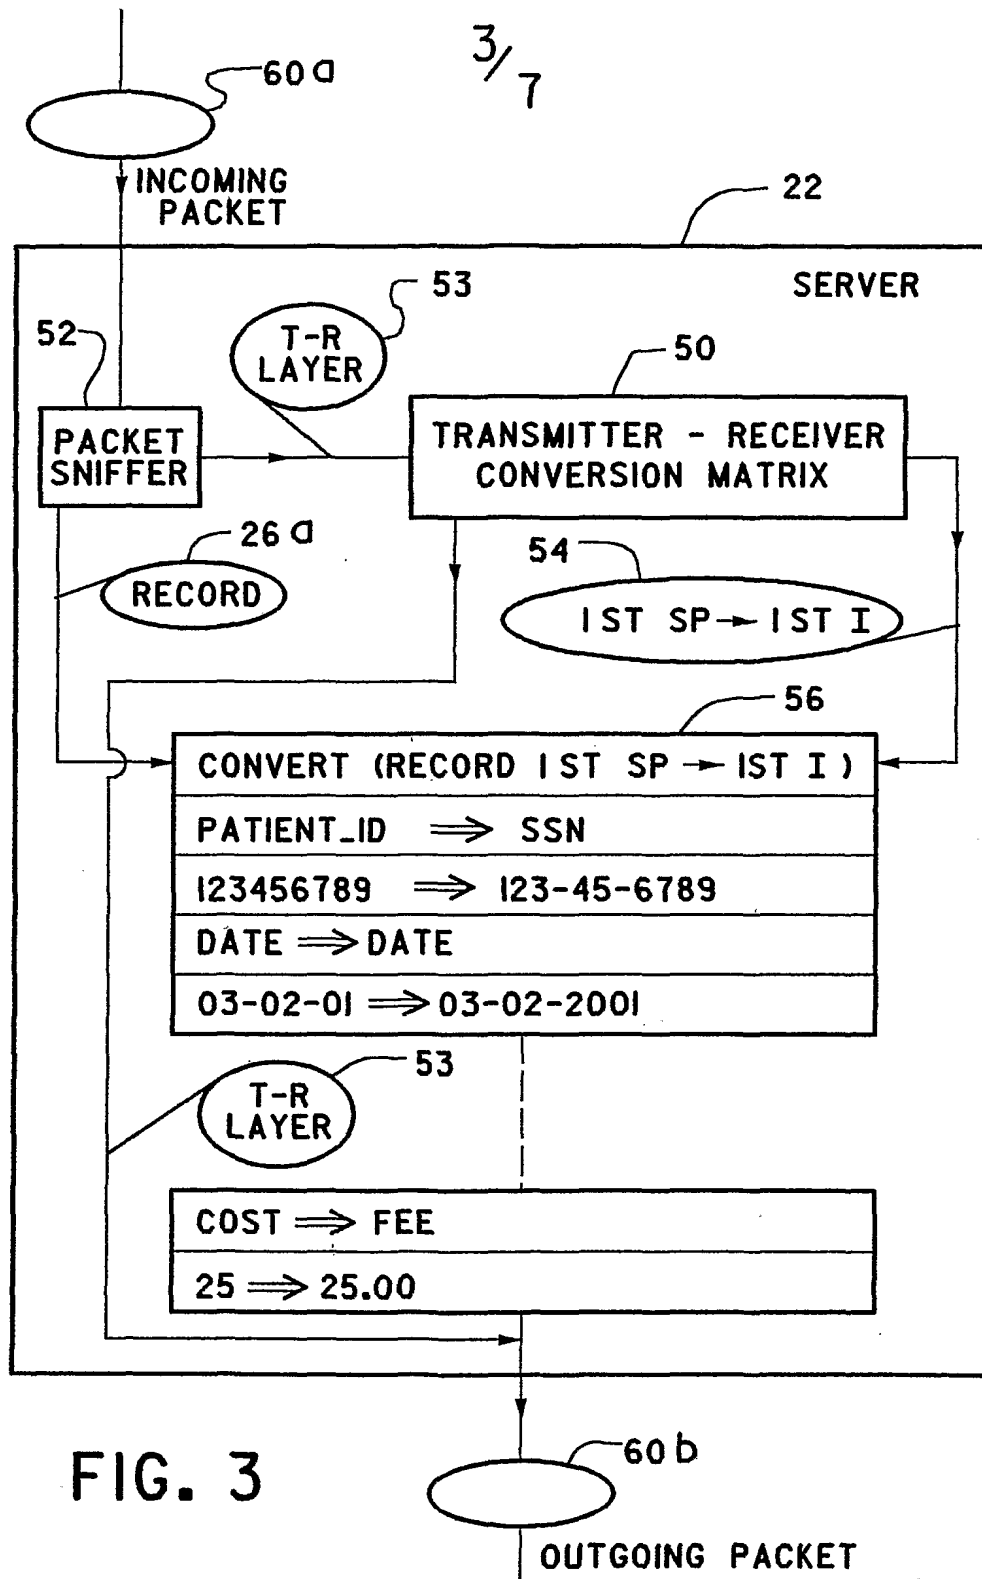 3/7
60a
INCOMING
PACKET
22
SERVER
53
52
T-R
LAYER
50
PACKET
SNIFFER
TRANSMITTER - RECEIVER
CONVERSION MATRIX
26a
RECORD
54
1ST SP → 1ST I
56
CONVERT (RECORD 1ST SP → 1ST I)
PATIENT_ID ⇒ SSN
123456789 ⇒ 123-45-6789
DATE ⇒ DATE
03-02-01 ⇒ 03-02-2001
53
T-R
LAYER
COST ⇒ FEE
25 ⇒ 25.00
60b
FIG. 3
OUTGOING PACKET